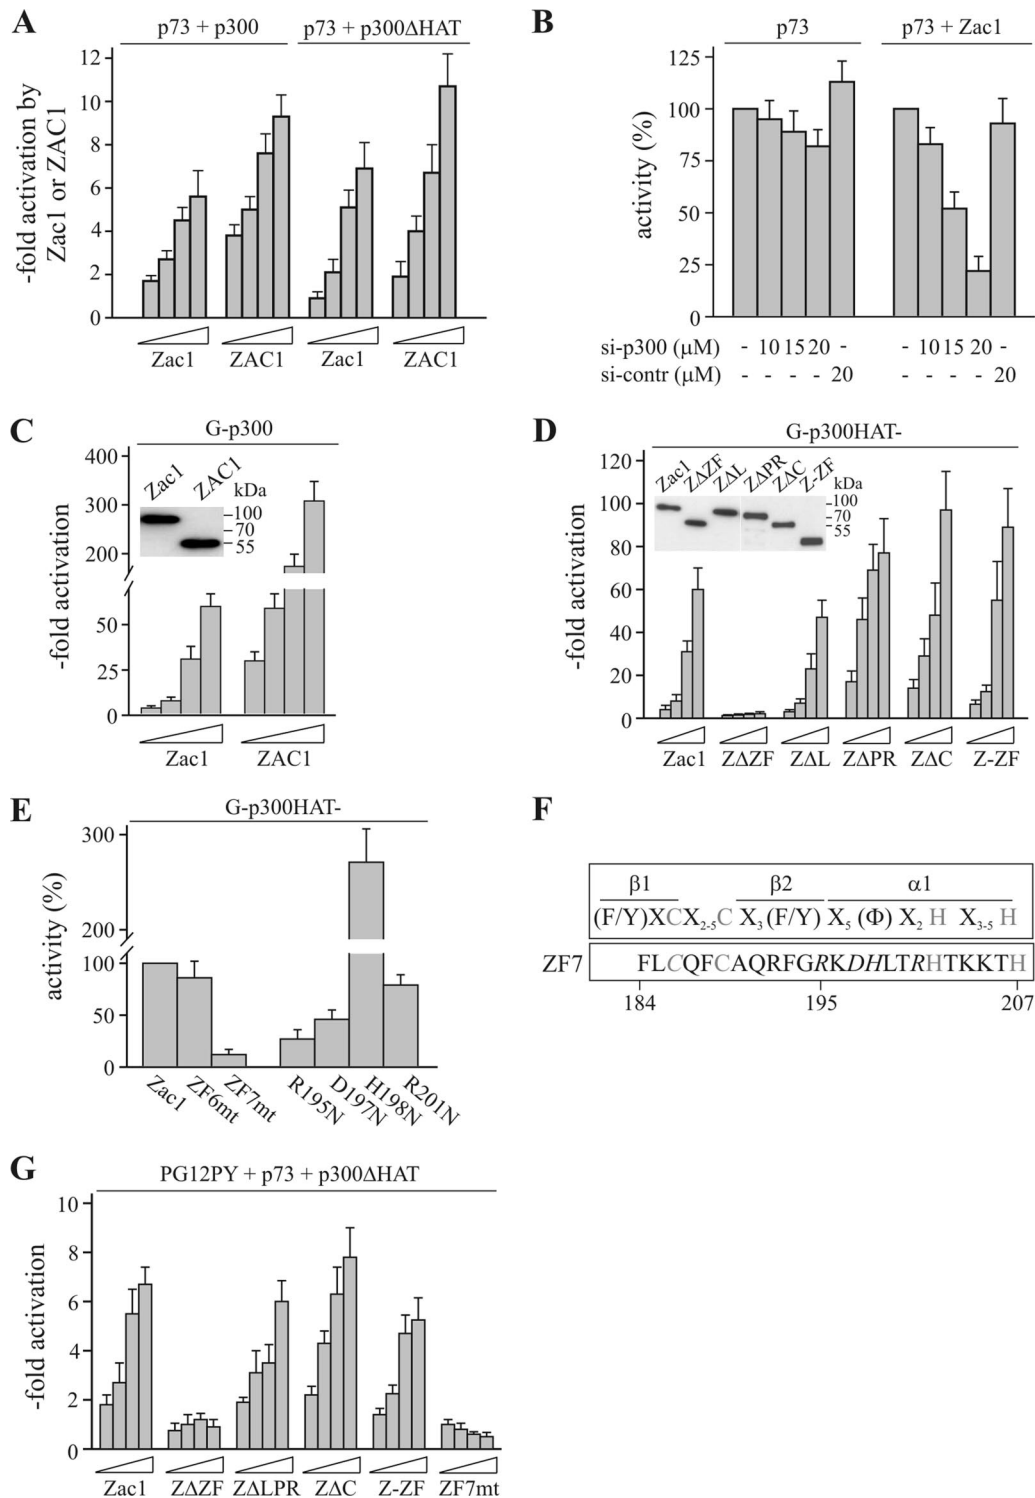 A
p73 + p300
p73 + p300ΔHAT
-fold activation by
Zac1 or ZAC1
12
10
8
6
4
2
0
Zac1
ZAC1
Zac1
ZAC1
B
p73
p73 + Zac1
activity (%)
125
100
75
50
25
0
si-p300 (μM) - 10 15 20 - - 10 15 20 -
si-contr (μM) - - - - 20 - - - - 20
C
G-p300
-fold activation
400
300
200
50
25
0
Zac1
ZAC1
kDa
-100
-70
-55
Zac1
ZAC1
D
G-p300HAT-
-fold activation
120
100
80
60
40
20
0
Zac1
ZΔZF
ZΔL
ZΔPR
ZΔC
Z-ZF
kDa
-100
-70
-55
Zac1
ZΔZF
ZΔL
ZΔPR
ZΔC
Z-ZF
E
G-p300HAT-
activity (%)
300
200
100
50
0
Zac1
ZF6mt
ZF7mt
R195N
D197N
H198N
R201N
F
β1
β2
α1
(F/Y)XCX2-5C X3(F/Y) X5 (Φ) X2 H X3-5 H
ZF7
FLCQFCAQRFGRKDHLTRHTKKTH
184
195
207
G
PG12PY + p73 + p300ΔHAT
-fold activation
10
8
6
4
2
0
Zac1
ZΔZF
ZΔLPR
ZΔC
Z-ZF
ZF7mt